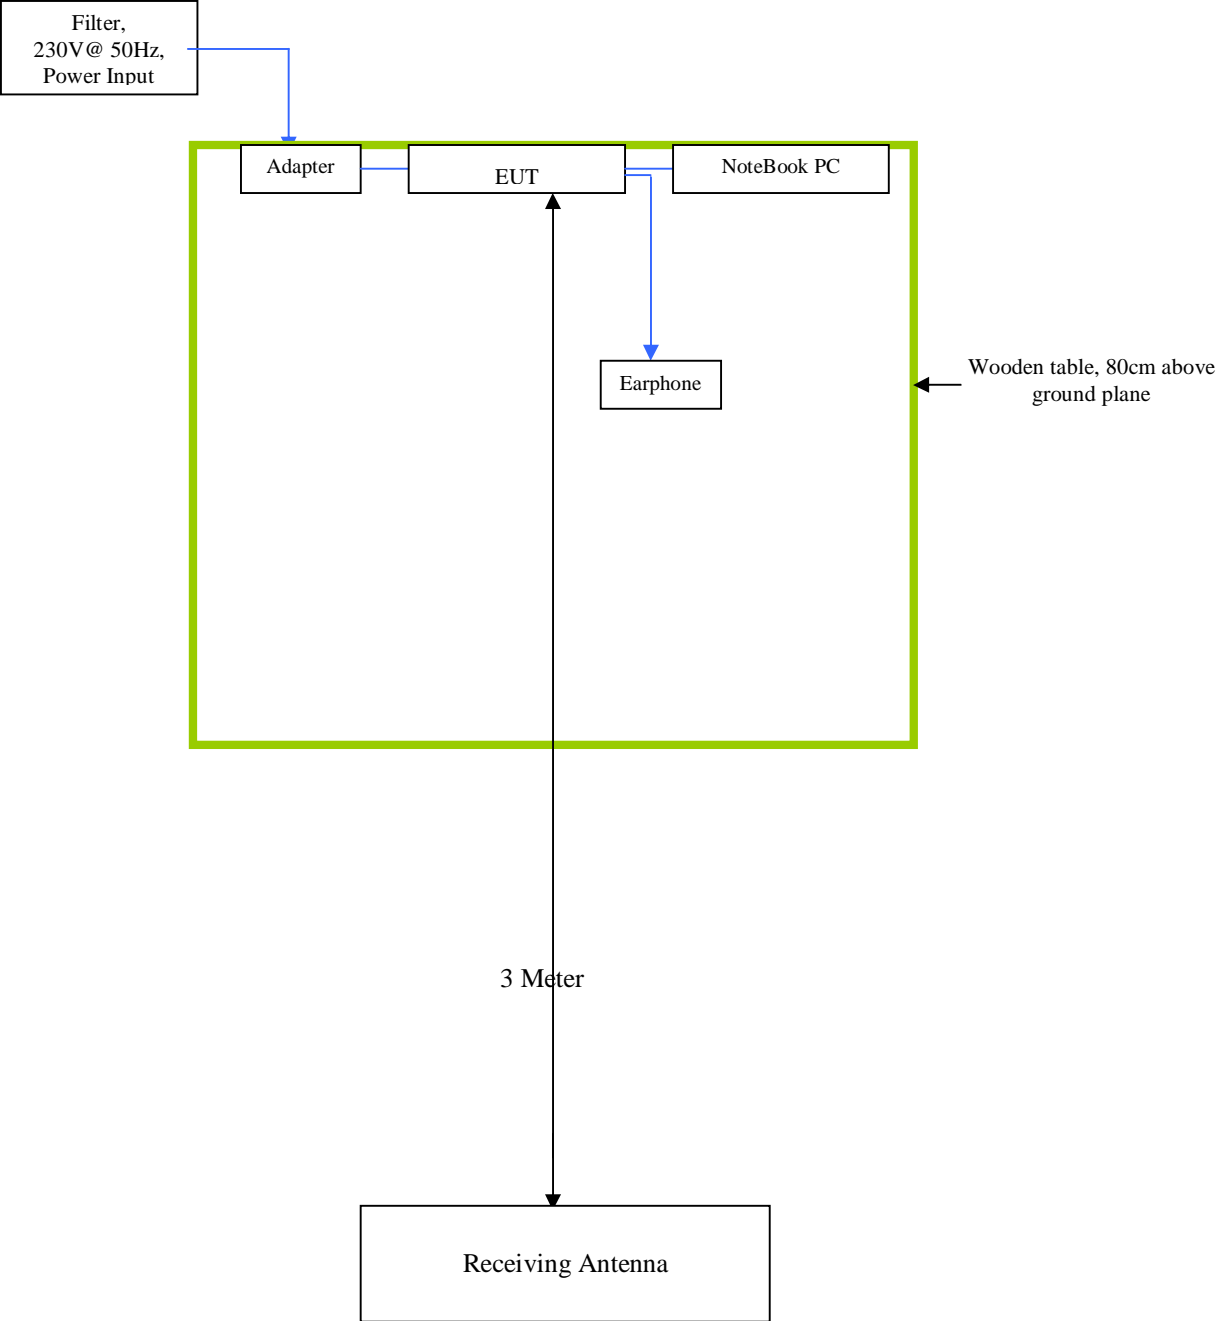 Filter,
230V@ 50Hz,
Power Input
Adapter
EUT
NoteBook PC
Earphone
Wooden table, 80cm above
ground plane
3 Meter
Receiving Antenna